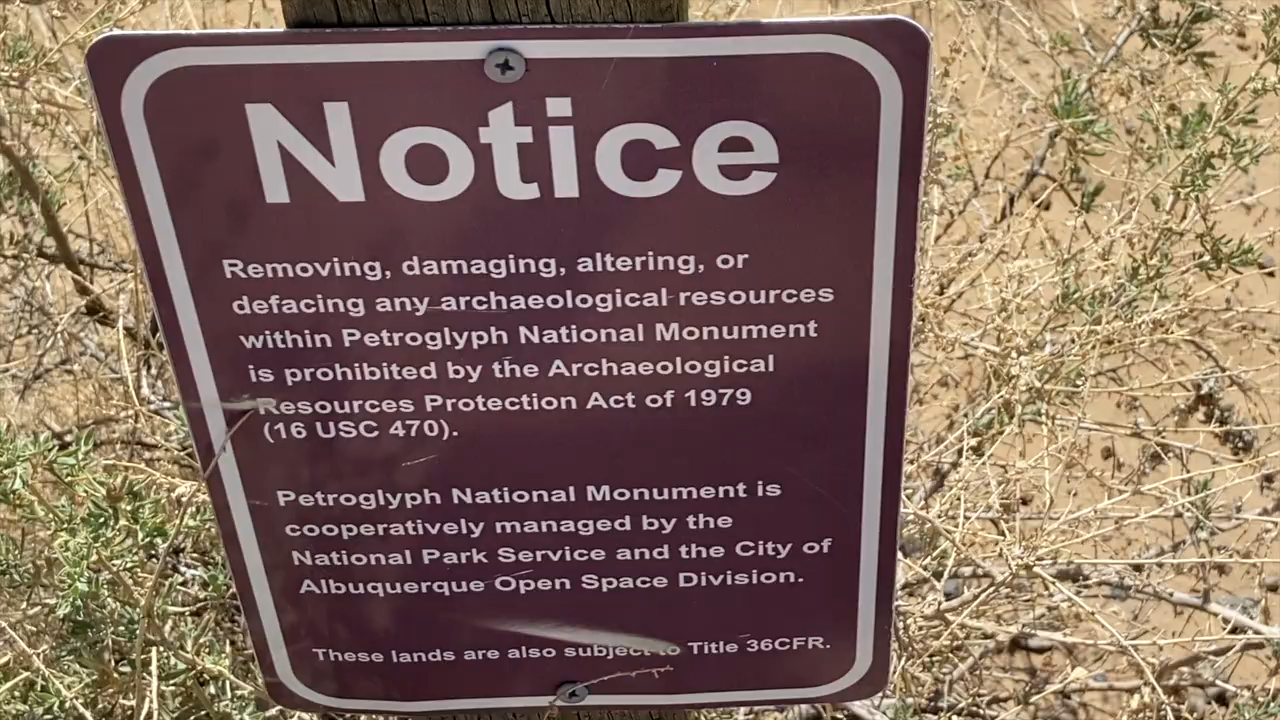 Notice
Removing, damaging, altering, or
defacing any archaeological resources
within Petroglyph National Monument
is prohibited by the Archaeological
Resources Protection Act of 1979
(16 USC 470).
Petroglyph National Monument is
cooperatively managed by the
National Park Service and the City of
Albuquerque Open Space Division.
These lands are also subject to Title 36CFR.